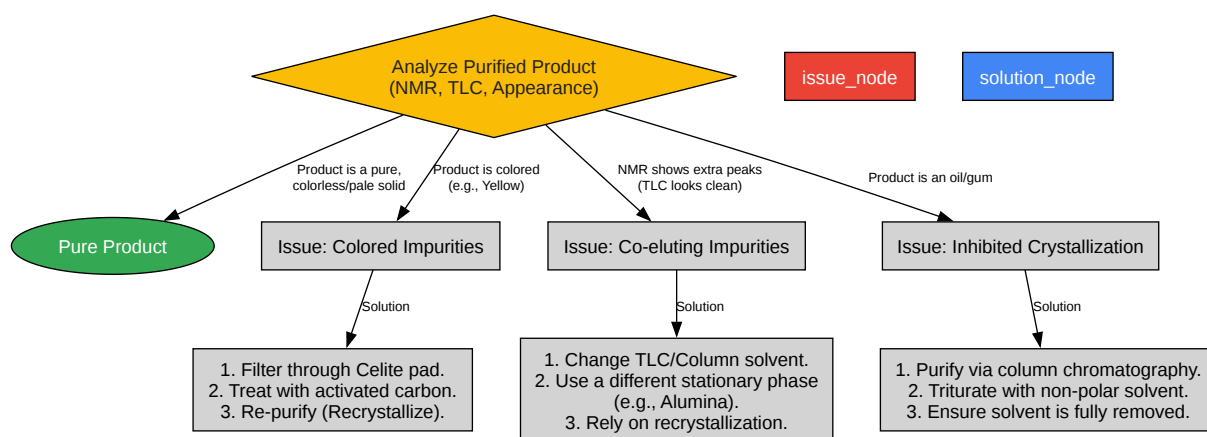 Analyze Purified Product
(NMR, TLC, Appearance)
issue_node
solution_node
Product is a pure,
colorless/pale solid
Product is colored
(e.g., Yellow)
NMR shows extra peaks
(TLC looks clean)
Product is an oil/gum
Pure Product
Issue: Colored Impurities
Issue: Co-eluting Impurities
Issue: Inhibited Crystallization
Solution
Solution
Solution
1. Filter through Celite pad.
2. Treat with activated carbon.
3. Re-purify (Recrystallize).
1. Change TLC/Column solvent.
2. Use a different stationary phase
(e.g., Alumina).
3. Rely on recrystallization.
1. Purify via column chromatography.
2. Triturate with non-polar solvent.
3. Ensure solvent is fully removed.